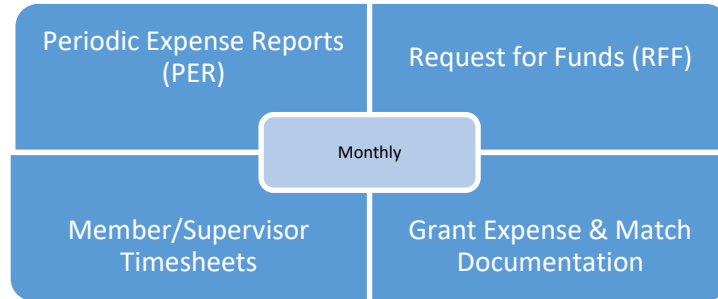 Periodic Expense Reports
(PER)
Request for Funds (RFF)
Monthly
Member/Supervisor
Timesheets
Grant Expense & Match
Documentation